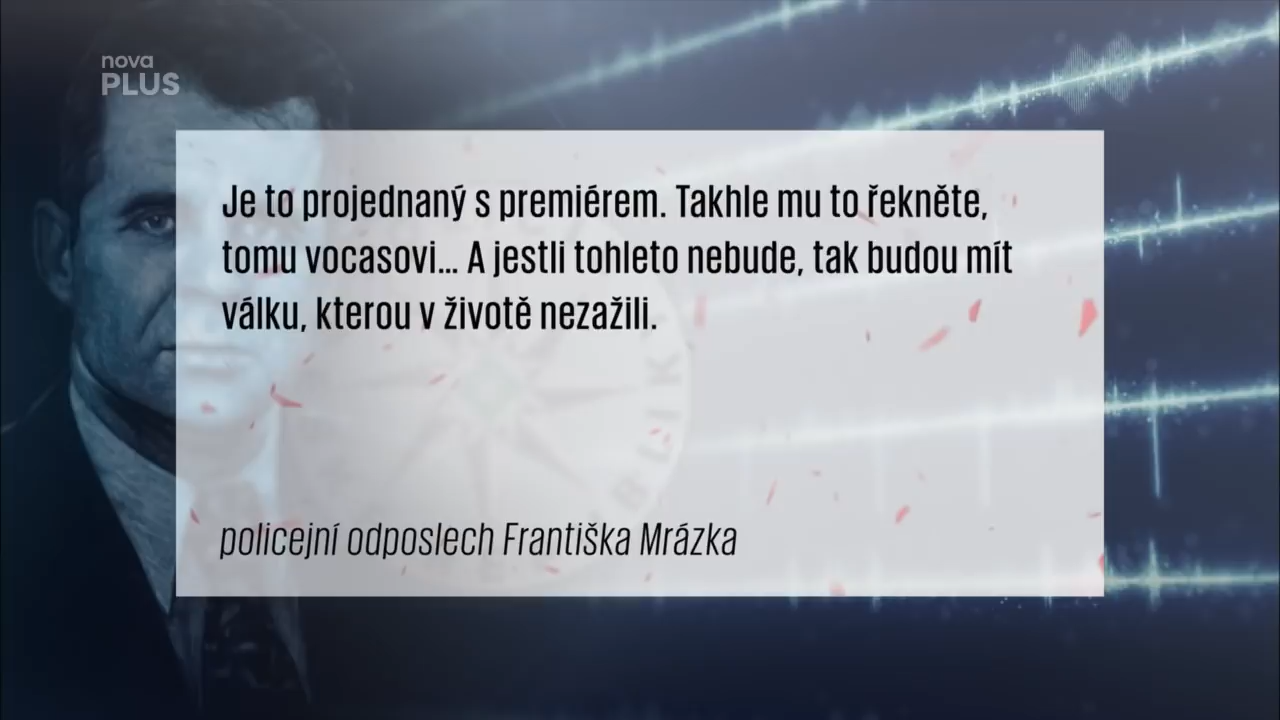 nova
PLUS
Je to projednaný s premiérem. Takhle mu to řekněte,
tomu vocasovi... A jestli tohleto nebude, tak budou mít
válku, kterou v životě nezažili.
policejní odposlech Františka Mrázka